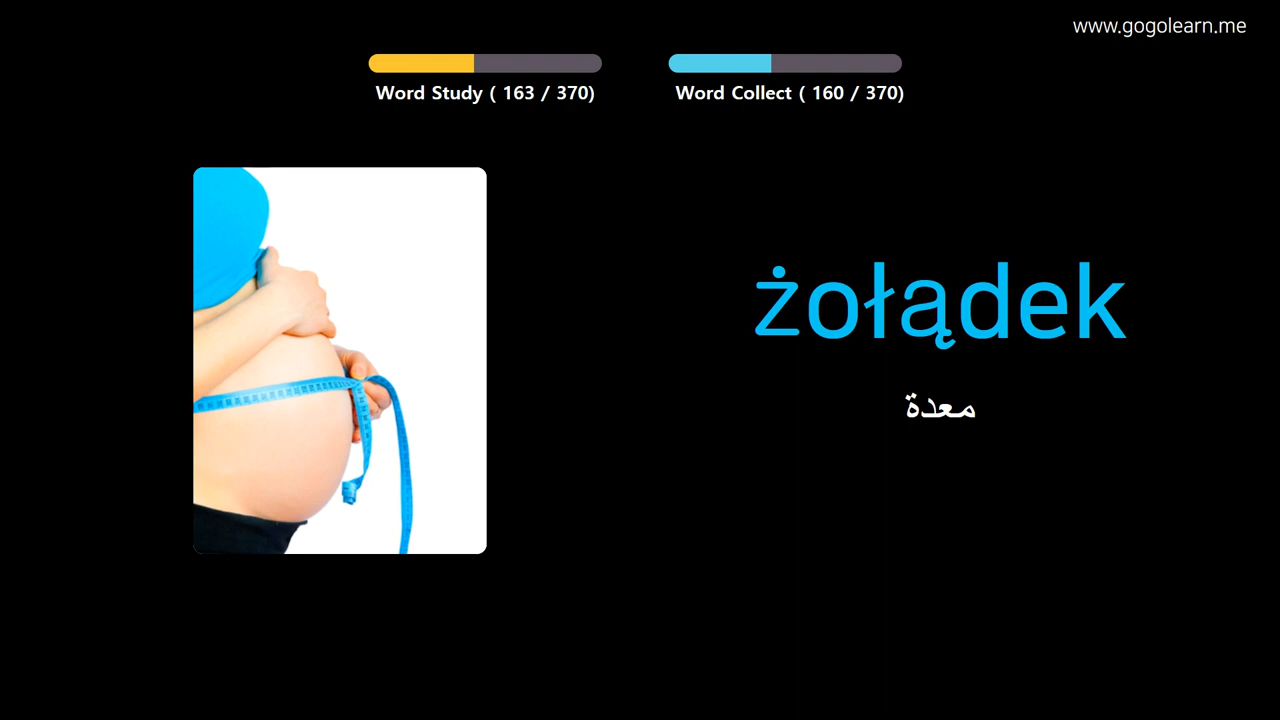 www.gogolearn.me
Word Study ( 163 / 370)
Word Collect ( 160 / 370)
żołądek
معدة